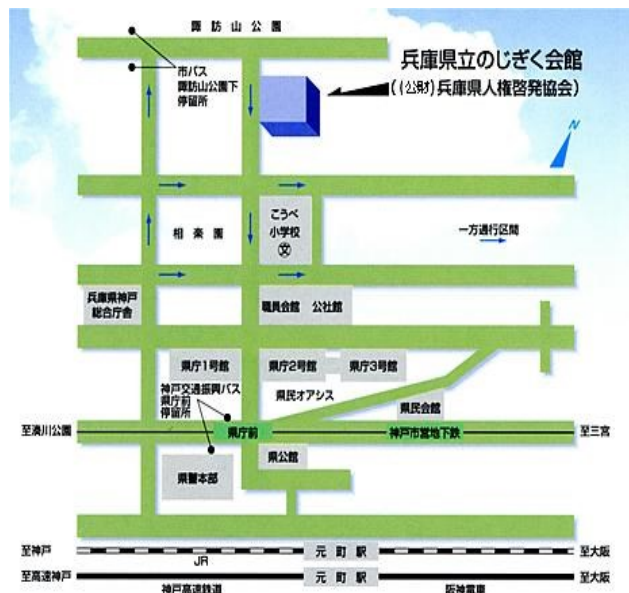 諏訪山公園
兵庫県立のじぎく会館
((公財)兵庫県人権啓発協会)
市バス
諏訪山公園下
停留所
N
こうべ
小学校
文
相楽園
一方通行区間
兵庫県神戸
総合庁舎
職員会館 公社館
県庁1号館
県庁2号館
県庁3号館
神戸交通振興バス
県庁前
停留所
県民オアシス
県民会館
至湊川公園
県庁前
神戸市営地下鉄
至三宮
県公館
県警本部
至神戸
JR
元町駅
至大阪
至高速神戸
神戸高速鉄道
元町駅
阪神電車
至大阪